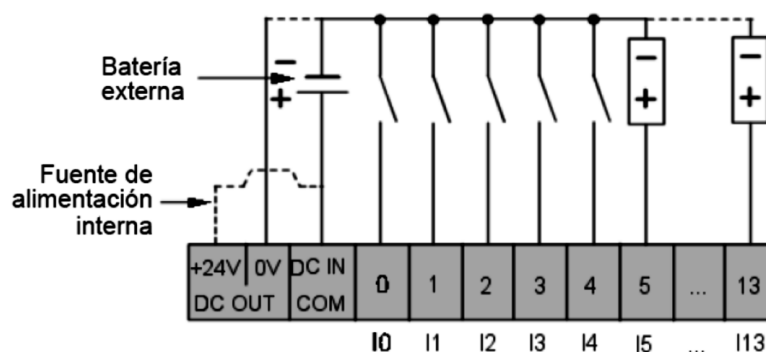 Batería
externa
Fuente de
alimentación
interna
− + − + − +
+24V 0V DC IN 0 1 2 3 4 5 ... 13
DC OUT COM
I0 I1 I2 I3 I4 I5 ... I13